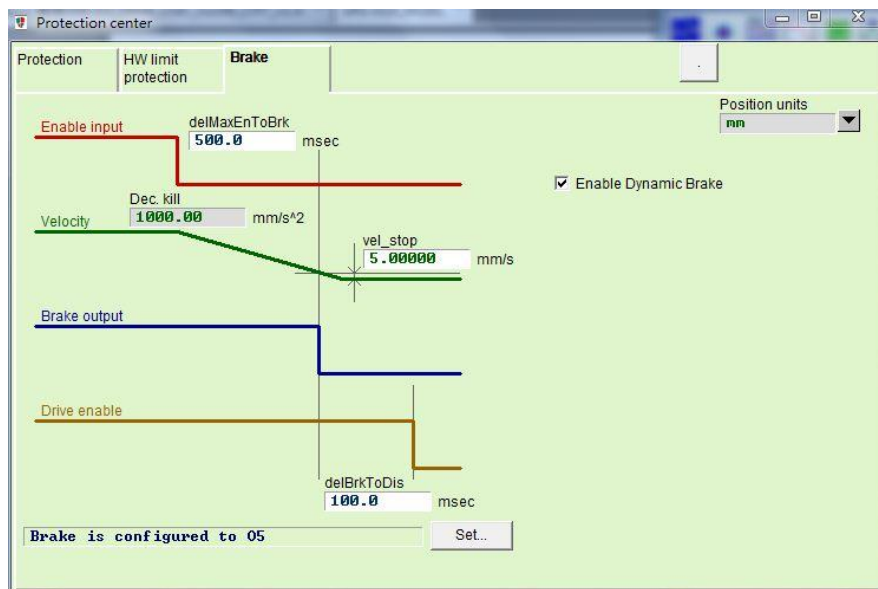 Protection center
Protection
HW limit
protection
Brake
.
Position units
mm
Enable input
delMaxEnToBrk
500.0 msec
Enable Dynamic Brake
Dec. kill
Velocity 1000.00 mm/s^2
vel_stop
5.00000 mm/s
Brake output
Drive enable
delBrkToDis
100.0 msec
Brake is configured to O5
Set...